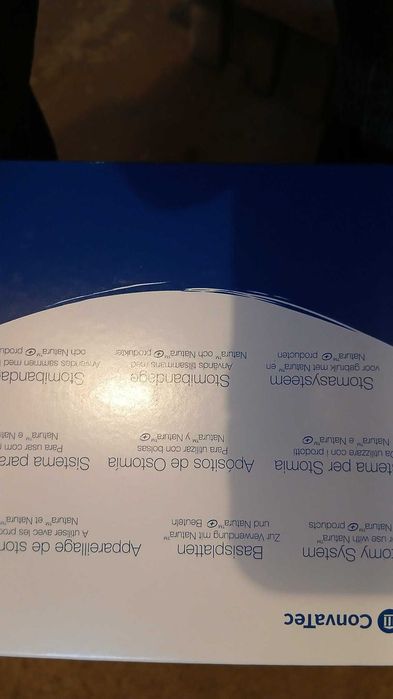 ConvaTec
omy System
r use with Natura™
Natura™+ products
Basisplatten
Zur Verwendung mit Natura™
und Natura™+ Beuteln
Appareillage de stom
A utiliser avec les prod
Natura™ et Natura™
tema per Stomia
Da utilizzare con i prodotti
Natura™ e Natura™+
Apósitos de Ostomía
Para utilizar con bolsas
Natura™ y Natura™+
Sistema para
Para usar com
Natura™ e Natu
Stomasysteem
voor gebruik met Natura™ en
Natura™+ producten
Stomibandage
Används tillsammans med
Natura™ och Natura™+ produkter
Stomibanda
Anvendes sammen med
och Natura™+ produ